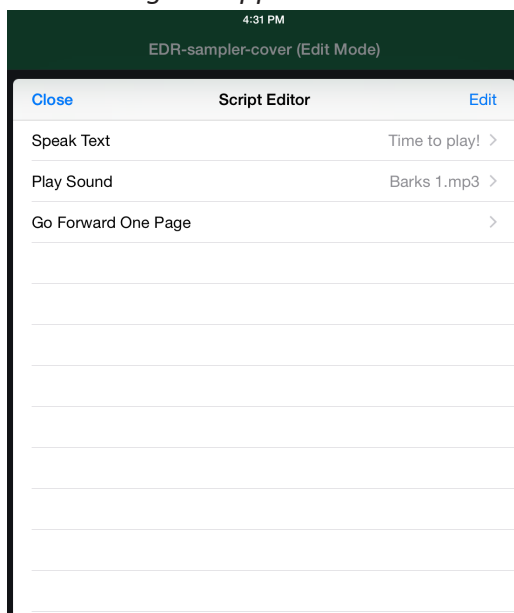 4:31 PM
EDR-sampler-cover (Edit Mode)
Close Script Editor Edit
Speak Text Time to play!
Play Sound Barks 1.mp3
Go Forward One Page